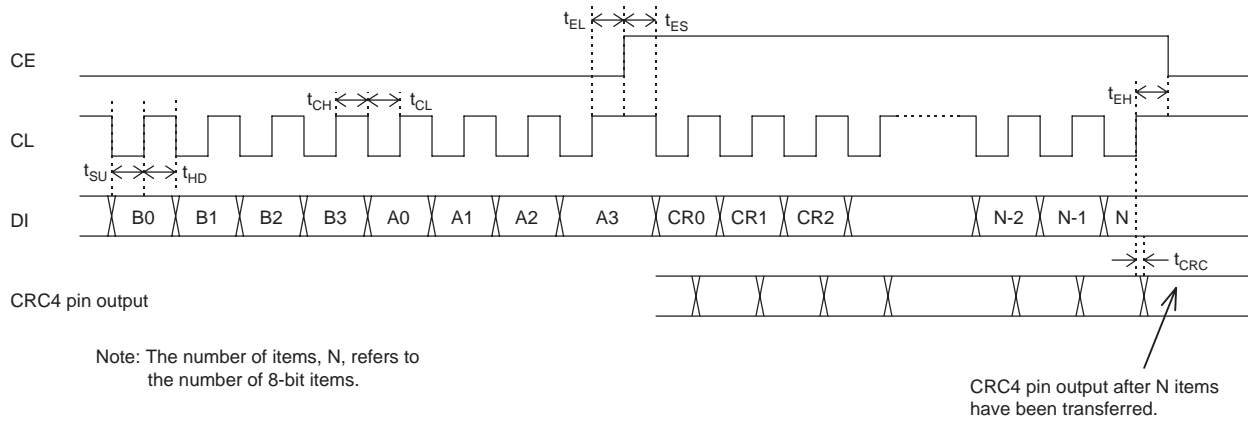 tEL tES
CE
tCH tCL tEH
CL
tSU tHD
DI B0 B1 B2 B3 A0 A1 A2 A3 CR0 CR1 CR2 N-2 N-1 N
tCRC
CRC4 pin output
Note: The number of items, N, refers to
the number of 8-bit items.
CRC4 pin output after N items
have been transferred.